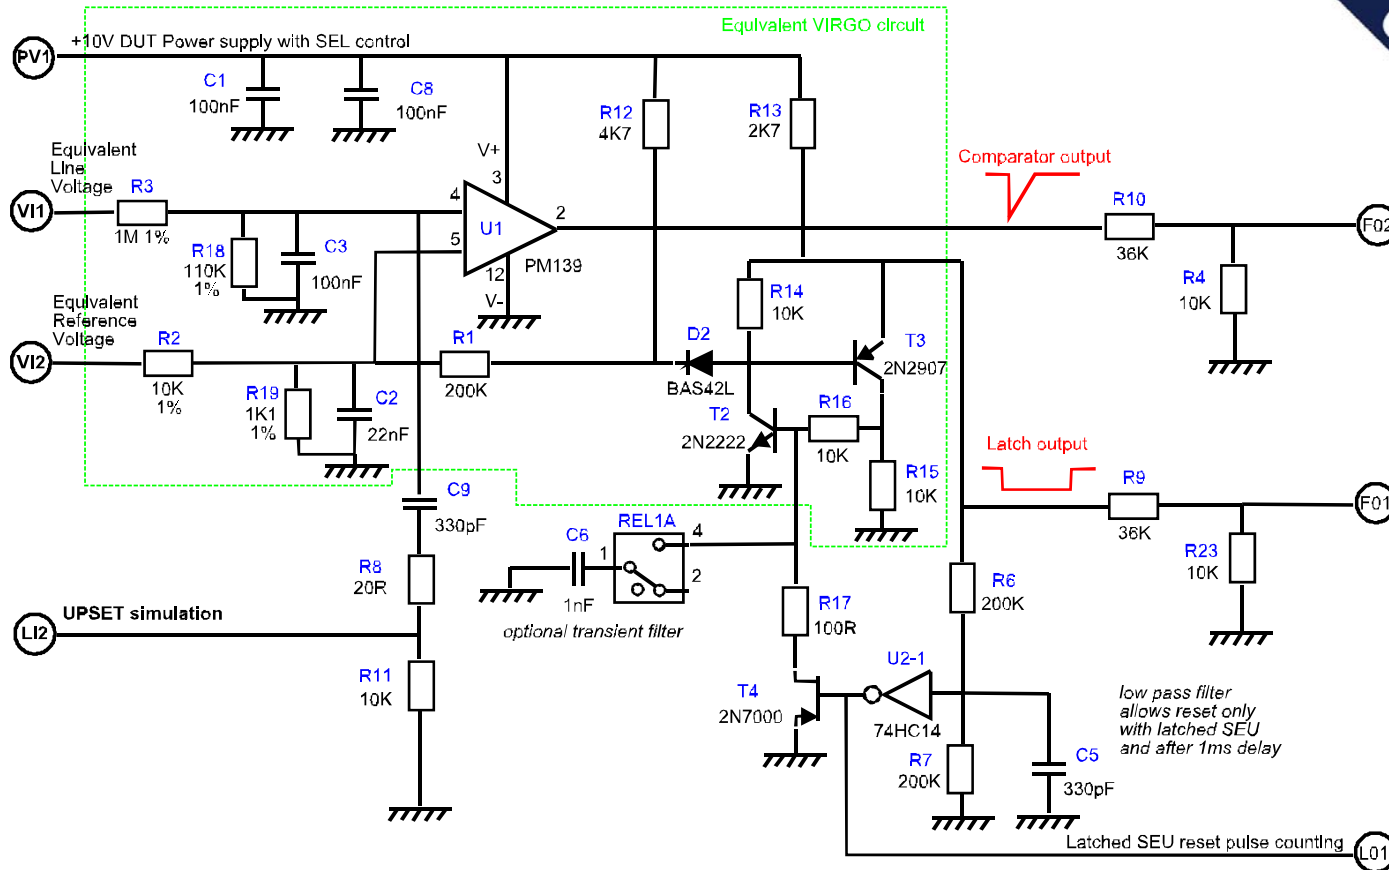 Equivalent VIRGO circuit
PV1
+10V DUT Power supply with SEL control
C1
100nF
C8
100nF
R12
4K7
R13
2K7
V+
3
Equivalent
Line
Voltage
VI1
R3
1M 1%
4
5
U1
2
12
PM139
V-
R18
110K
1%
C3
100nF
Comparator output
R10
36K
F02
R4
10K
Equivalent
Reference
Voltage
VI2
R2
10K
1%
R1
200K
R14
10K
D2
BAS42L
T3
2N2907
R19
1K1
1%
C2
22nF
T2
2N2222
R16
10K
R15
10K
Latch output
R9
36K
F01
R23
10K
C9
330pF
REL1A
C6
1
4
2
1nF
optional transient filter
R8
20R
R6
200K
R17
100R
UPSET simulation
LI2
R11
10K
U2-1
74HC14
T4
2N7000
R7
200K
C5
330pF
low pass filter
allows reset only
with latched SEU
and after 1ms delay
Latched SEU reset pulse counting
L01